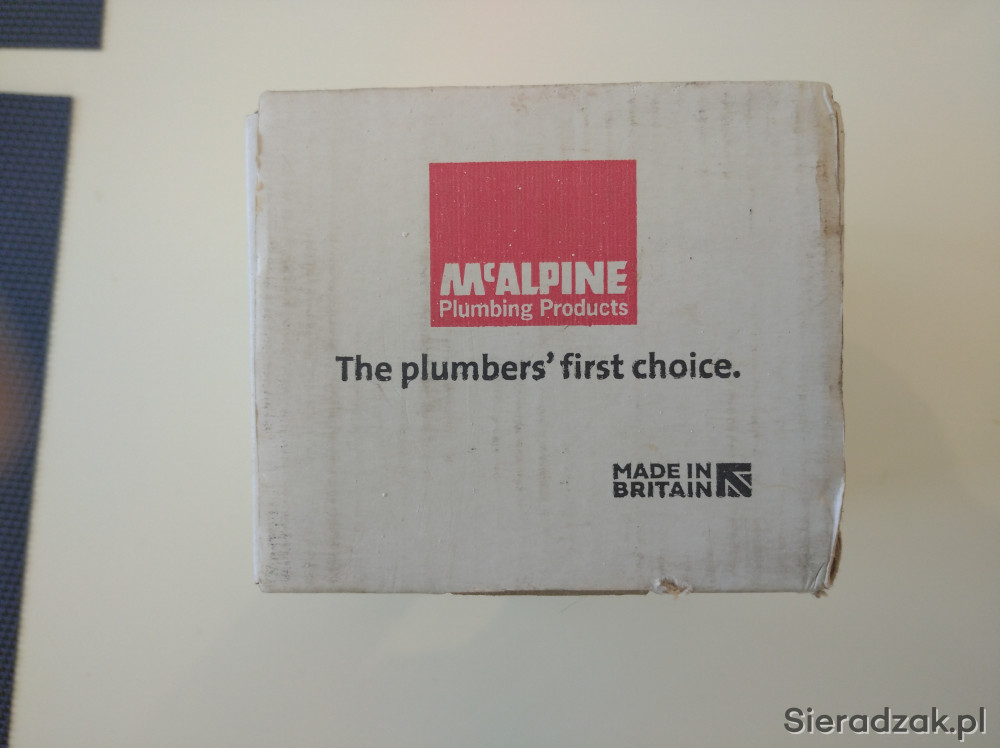 McALPINE
Plumbing Products
The plumbers' first choice.
MADE IN
BRITAIN
Sieradzak.pl